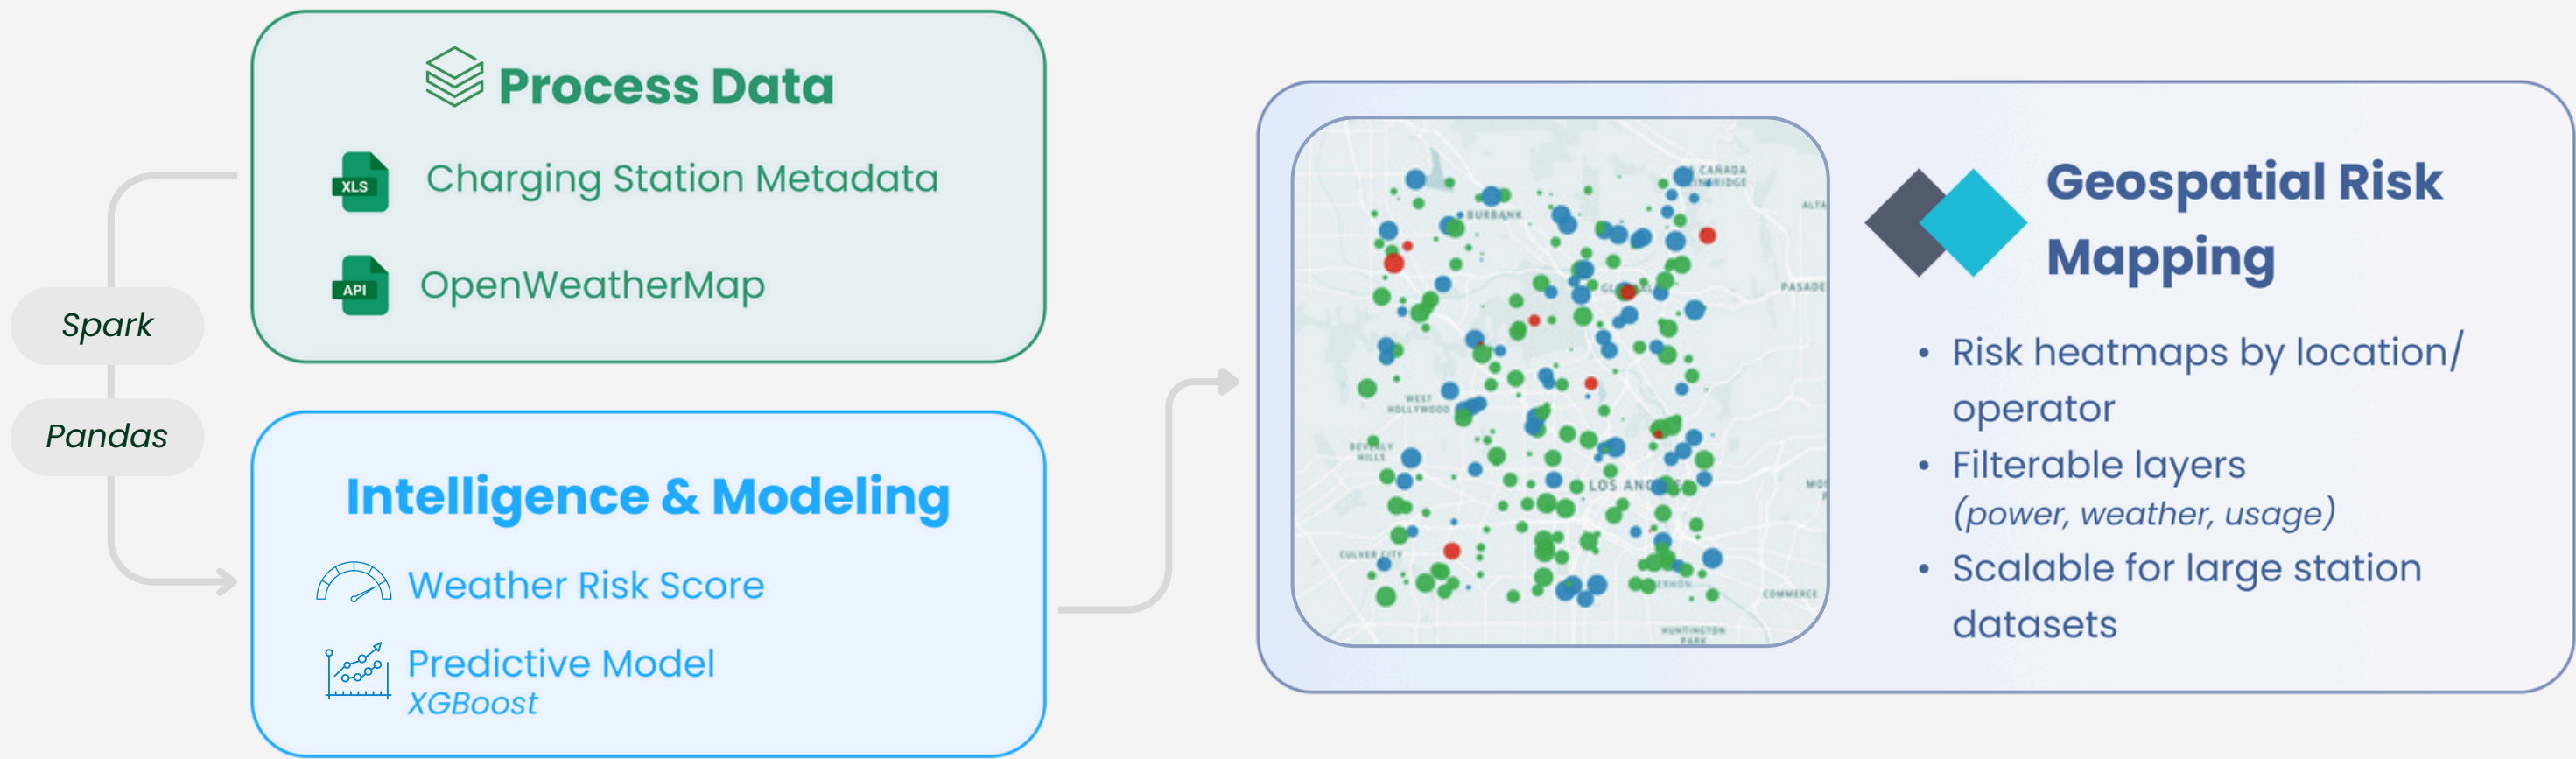 Process Data
XLS
Charging Station Metadata
API
OpenWeatherMap
Spark
Pandas
Intelligence & Modeling
Weather Risk Score
Predictive Model
XGBoost
BURBANK
ALTA
PASADE
WEST
HOLLYWOOD
BEVERLY
HILLS
LOS ANG
CULVER CITY
COMMERCE
HUNTINGTON
PARK
Geospatial Risk
Mapping
• Risk heatmaps by location/
operator
• Filterable layers
(power, weather, usage)
• Scalable for large station
datasets